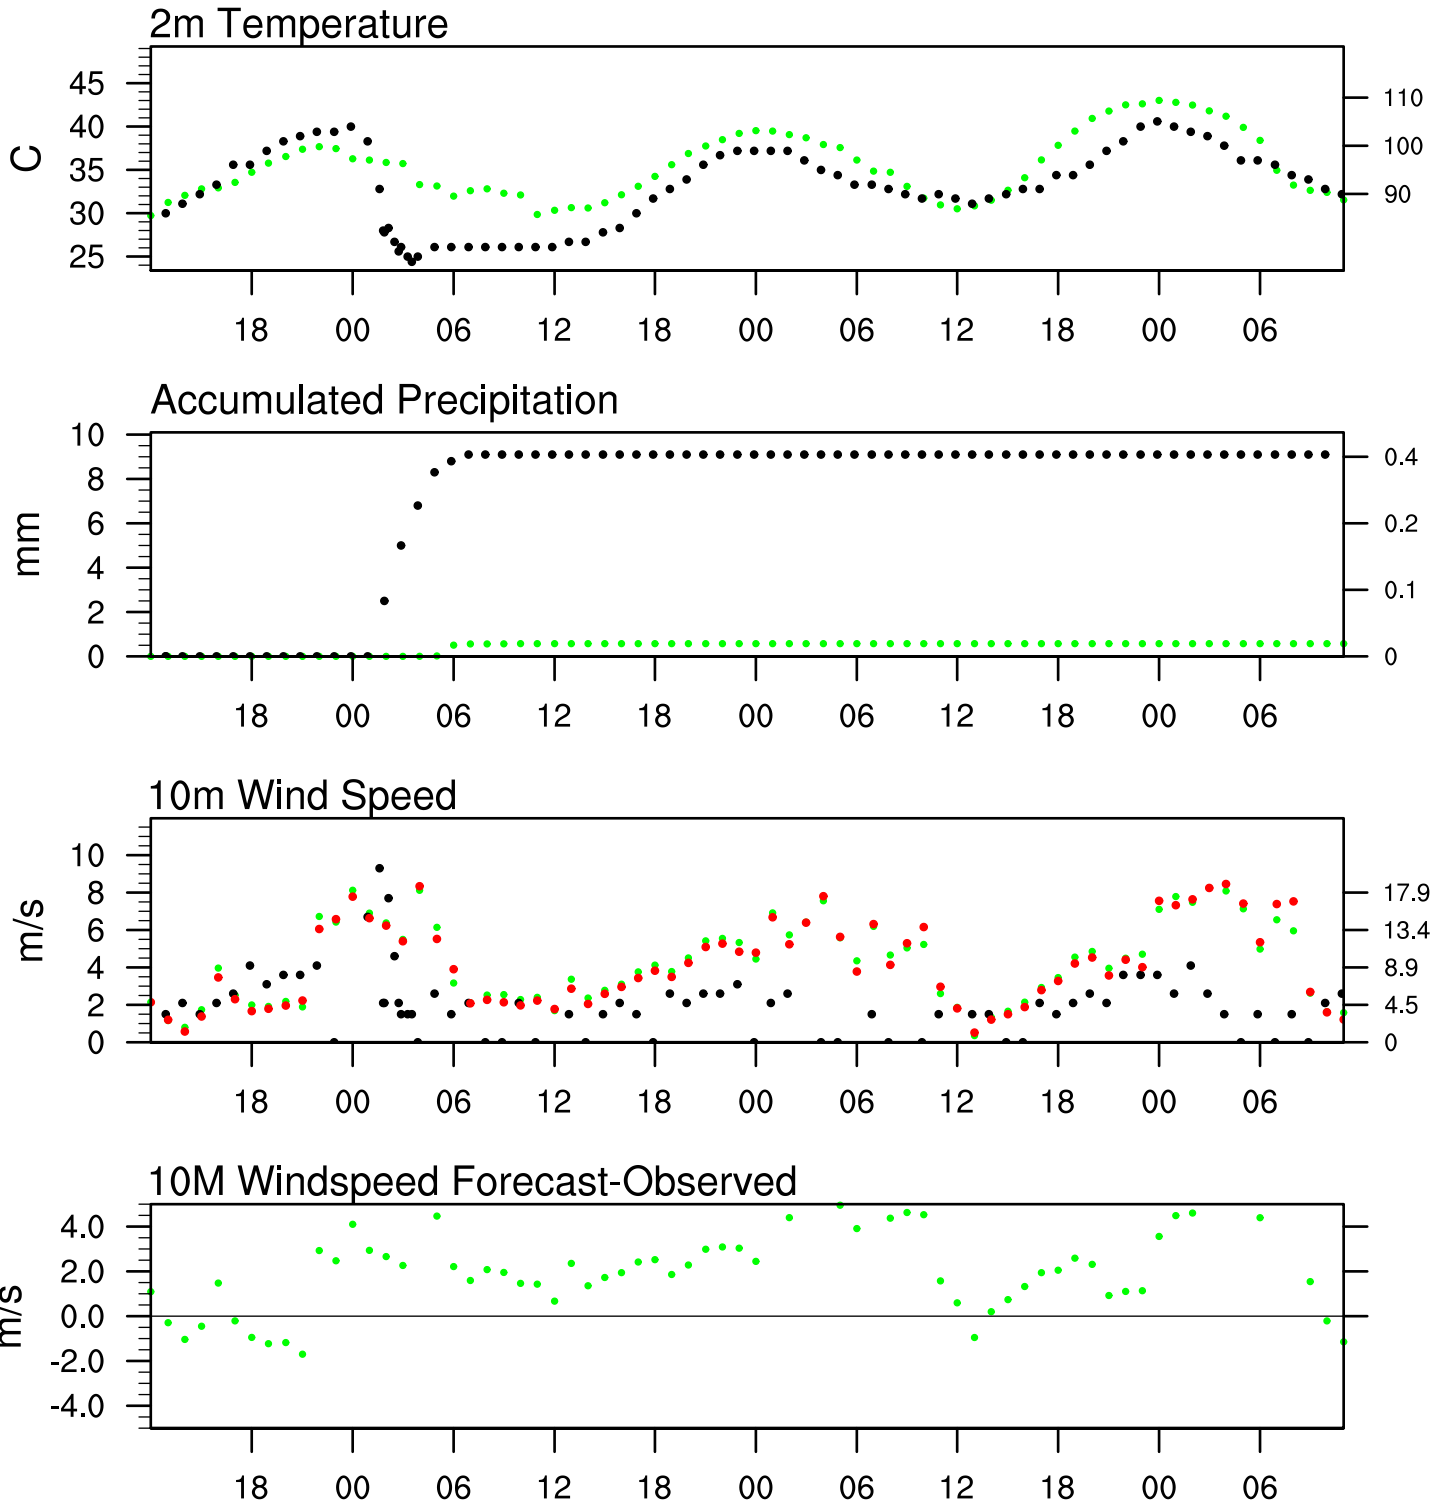 2m Temperature
45
40
35
30
25
C
110
100
90
18 00 06 12 18 00 06 12 18 00 06
Accumulated Precipitation
10
8
6
4
2
0
mm
0.4
0.2
0.1
0
18 00 06 12 18 00 06 12 18 00 06
10m Wind Speed
10
8
6
4
2
0
m/s
17.9
13.4
8.9
4.5
0
18 00 06 12 18 00 06 12 18 00 06
10M Windspeed Forecast-Observed
4.0
2.0
0.0
-2.0
-4.0
m/s
18 00 06 12 18 00 06 12 18 00 06